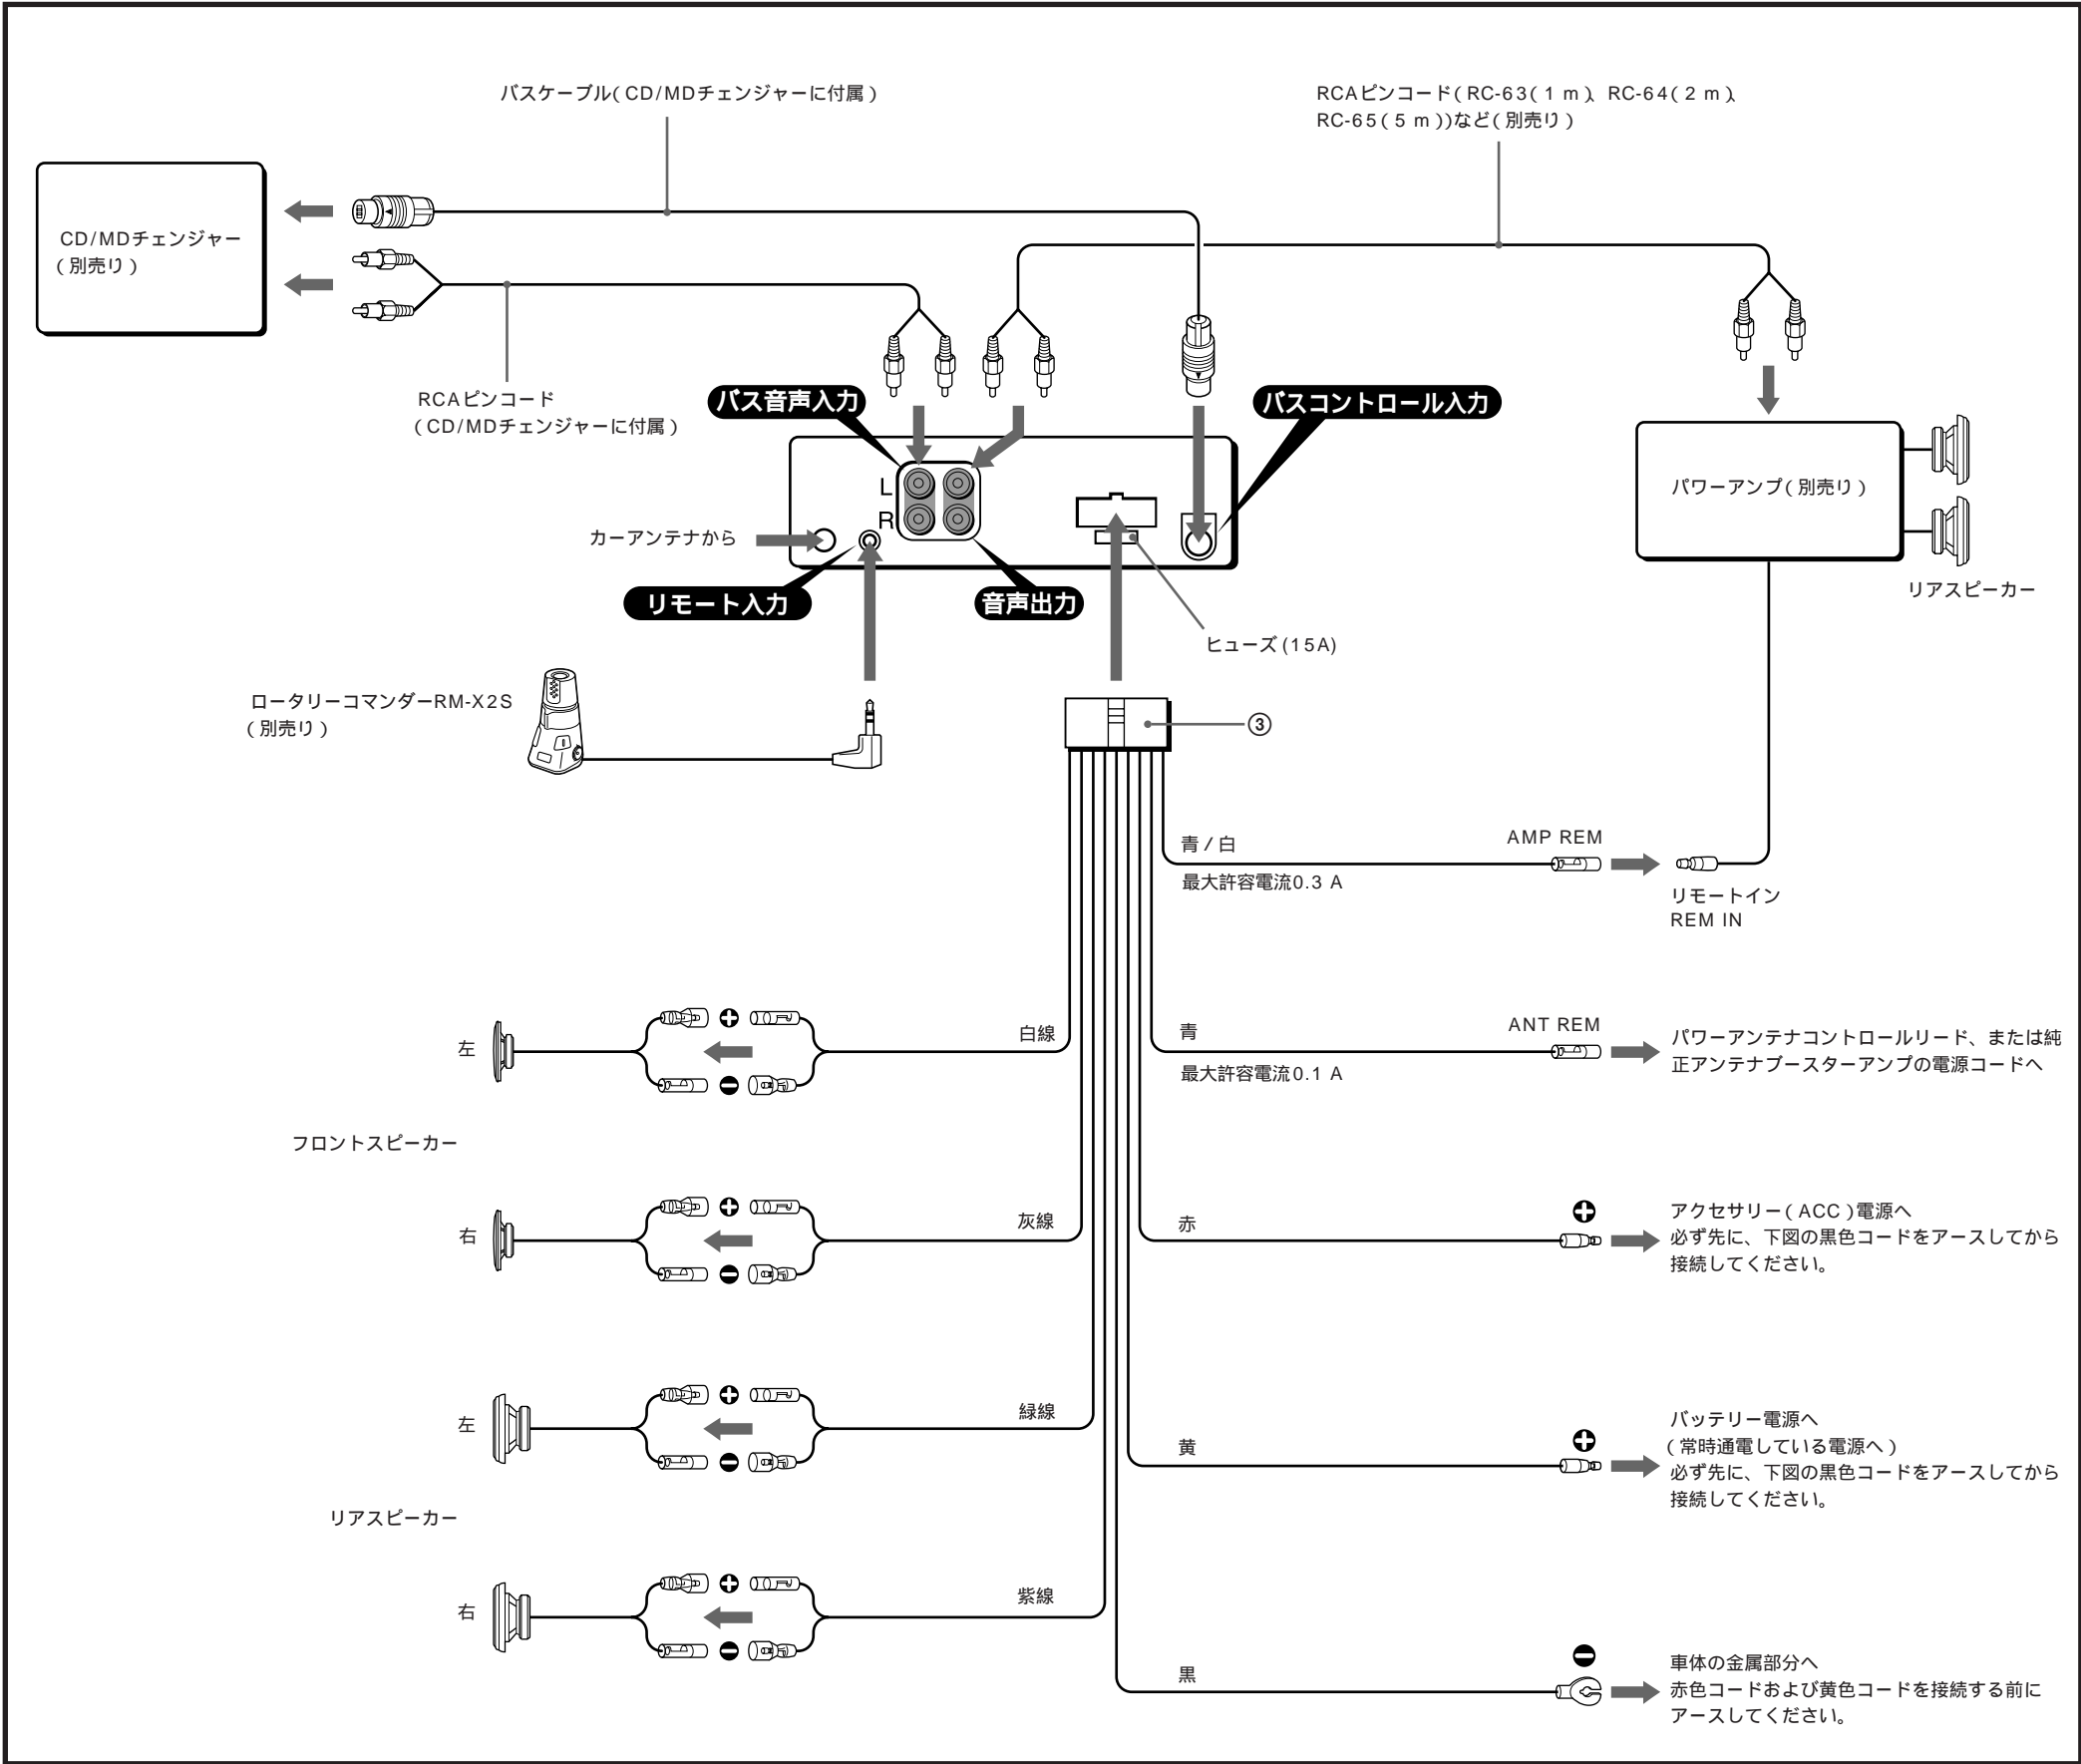 バスケーブル(CD/MDチェンジャーに付属)
RCAピンコード(RC-63(1 m)、RC-64(2 m)、
RC-65(5 m))など(別売り)
CD/MDチェンジャー
(別売り)
RCAピンコード
(CD/MDチェンジャーに付属)
バス音声入力
バスコントロール入力
L
R
パワーアンプ(別売り)
カーアンテナから
リモート入力
音声出力
リアスピーカー
ヒューズ(15A)
ロータリーコマンダーRM-X2S
(別売り)
③
青/白
AMP REM
最大許容電流0.3 A
リモートイン
REM IN
左
白線
青
ANT REM
最大許容電流0.1 A
パワーアンテナコントロールリード、または純
正アンテナブースターアンプの電源コードへ
フロントスピーカー
右
灰線
赤
アクセサリー(ACC)電源へ
必ず先に、下図の黒色コードをアースしてから
接続してください。
左
緑線
黄
バッテリー電源へ
(常時通電している電源へ)
必ず先に、下図の黒色コードをアースしてから
接続してください。
リアスピーカー
右
紫線
黒
車体の金属部分へ
赤色コードおよび黄色コードを接続する前に
アースしてください。